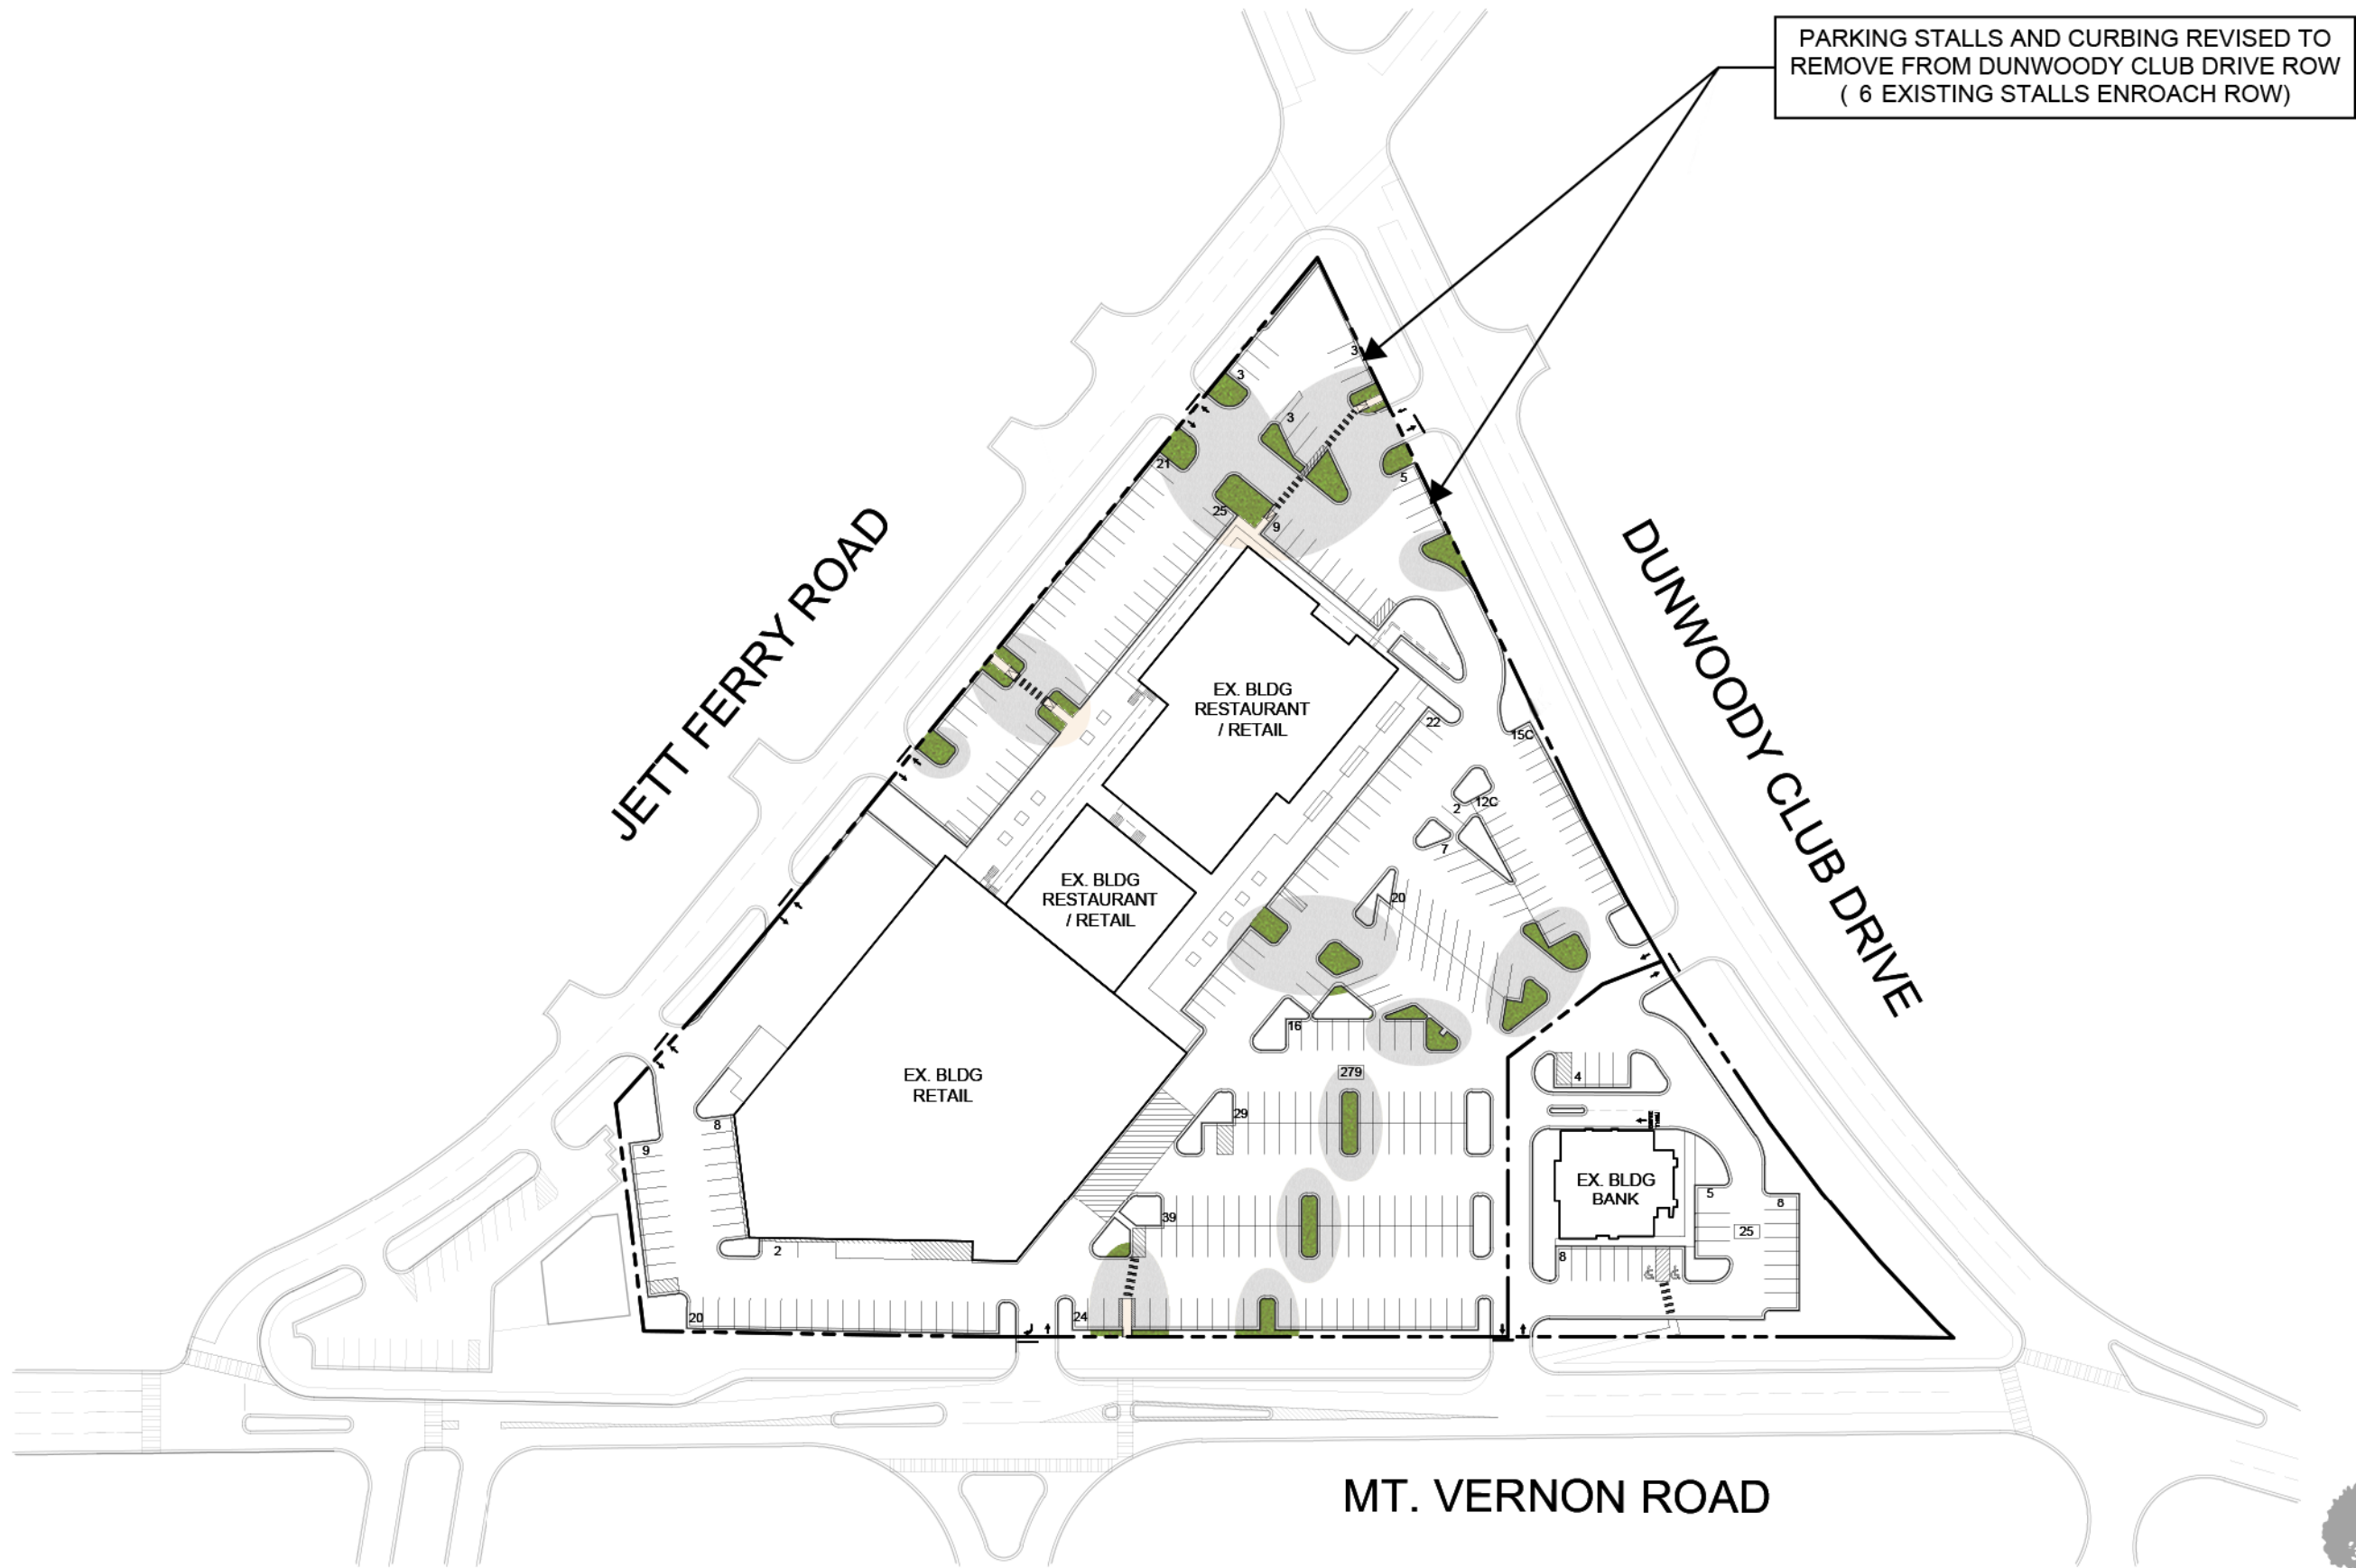 PARKING STALLS AND CURBING REVISED TO
REMOVE FROM DUNWOODY CLUB DRIVE ROW
( 6 EXISTING STALLS ENROACH ROW)
3
3
3
21
5
25
9
JETT FERRY ROAD
DUNWOODY CLUB DRIVE
EX. BLDG
RESTAURANT
/ RETAIL
22
15C
2
12C
7
EX. BLDG
RESTAURANT
/ RETAIL
20
16
EX. BLDG
RETAIL
279
4
29
8
9
EX. BLDG
BANK
5
8
39
25
2
8
20
24
MT. VERNON ROAD